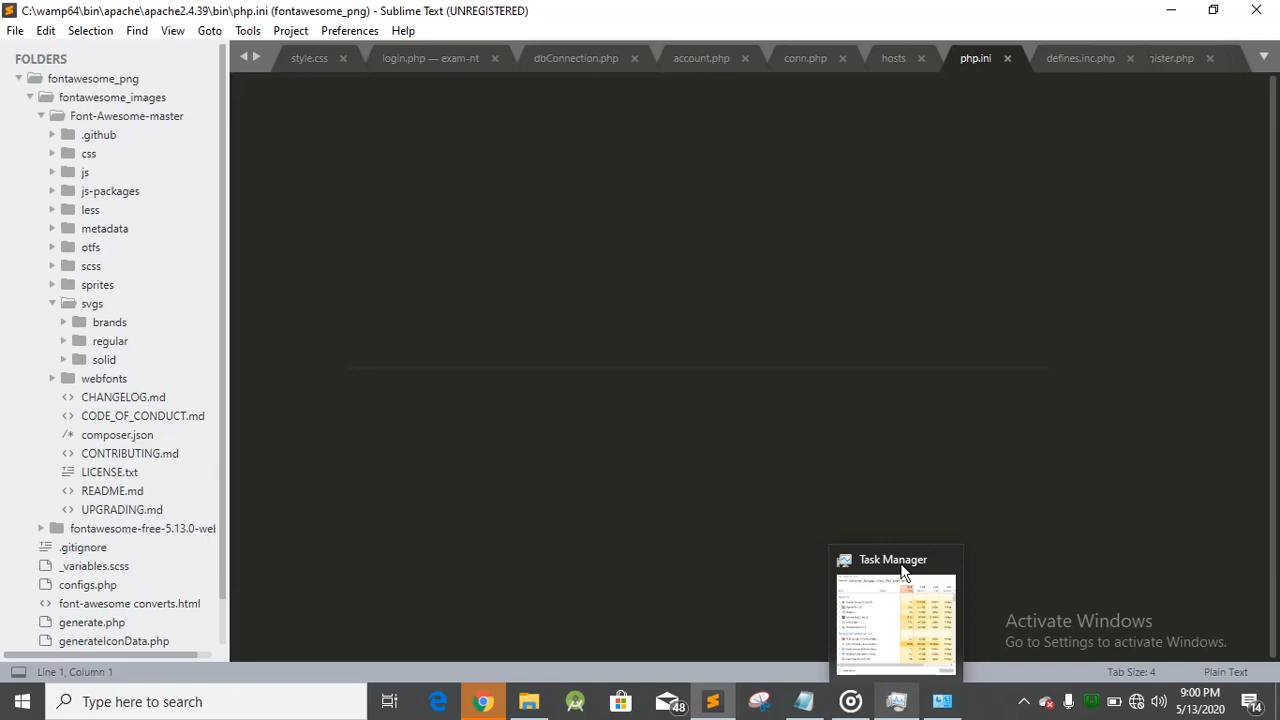 C:\wamp64\bin\apache\apache2.4.39\bin\php.ini (fontawesome_png) - Sublime Text (UNREGISTERED)
File Edit Selection Find View Goto Tools Project Preferences Help
FOLDERS
style.css
login.php — exam-nt
dbConnection.php
account.php
conn.php
hosts
php.ini
defines.inc.php
ister.php
fontawesome_png
fontawesome_images
Font-Awesome-master
.github
css
js
js-packages
less
metadata
otfs
scss
sprites
svgs
brands
regular
solid
webfonts
CHANGELOG.md
CODE_OF_CONDUCT.md
composer.json
CONTRIBUTING.md
LICENSE.txt
README.md
UPGRADING.md
fontawesome-free-5.13.0-web
.gitignore
_variables.scss
configs.php
font-awesome converts.html
generate.php
generateIconData
Task Manager
Activate Windows
Go to Settings to activate Windows.
Line 1, Column 1
Tab Size: 4
Plain Text
Type here to search
48
9:00 PM
5/13/2020
14